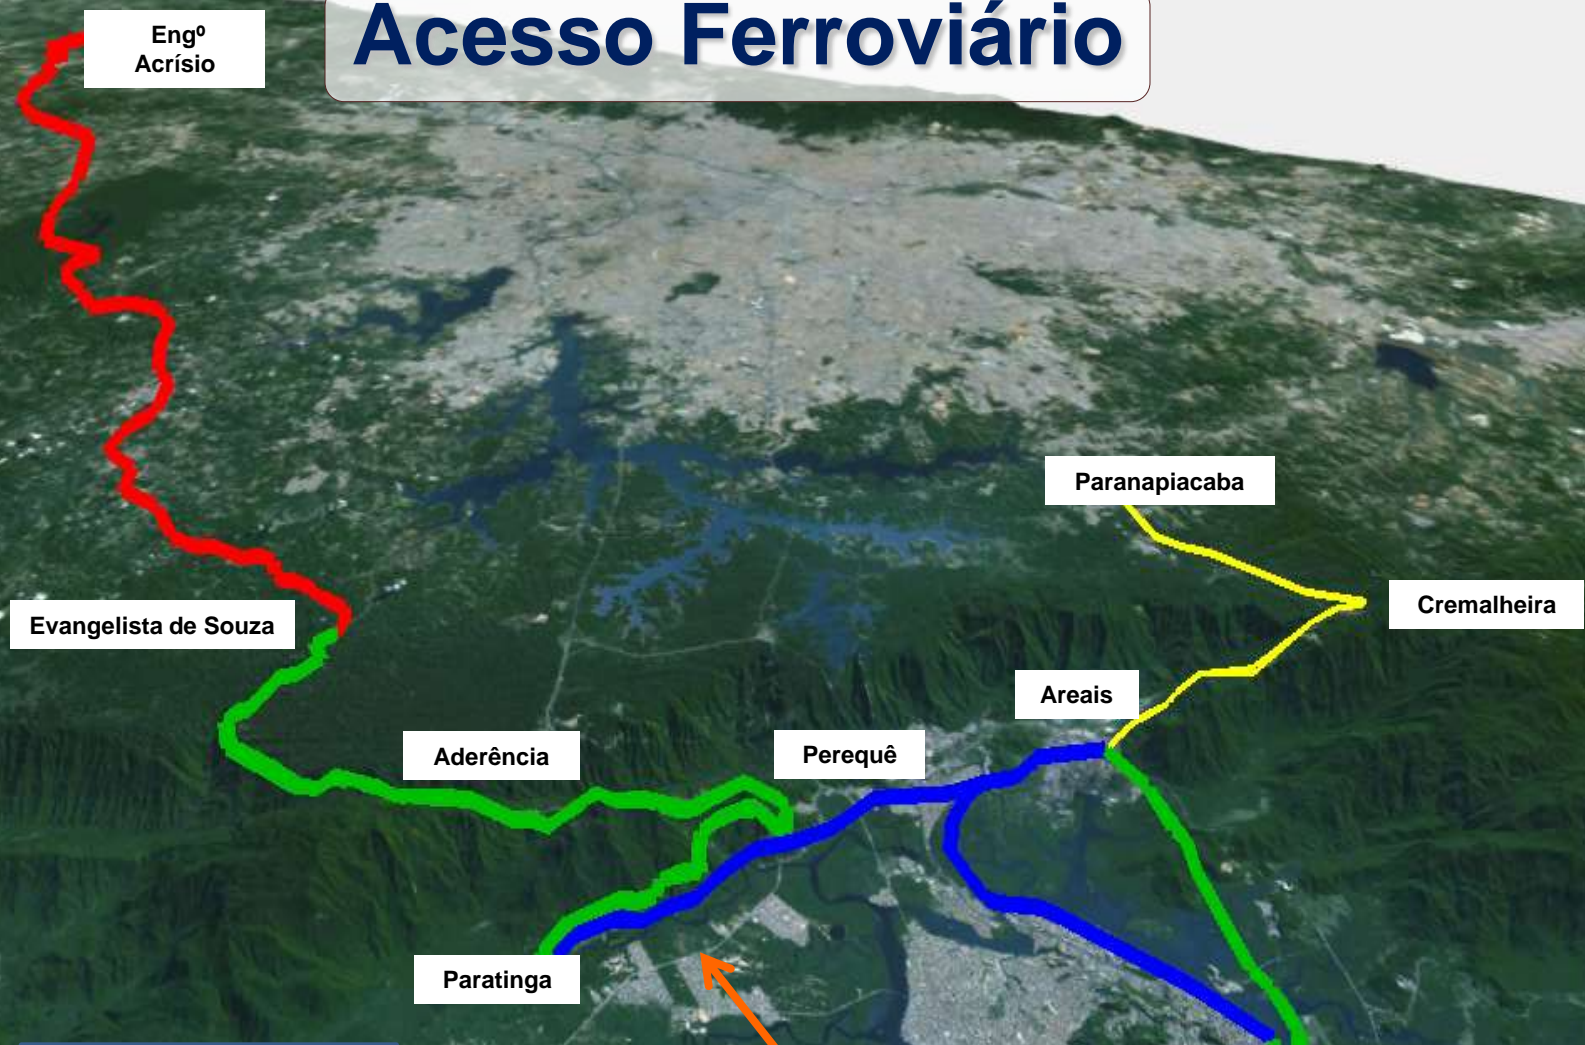 Acesso Ferroviário
Engº
Acrísio
Paranapiacaba
Cremalheira
Evangelista de Souza
Areais
Aderência
Perequê
Paratinga